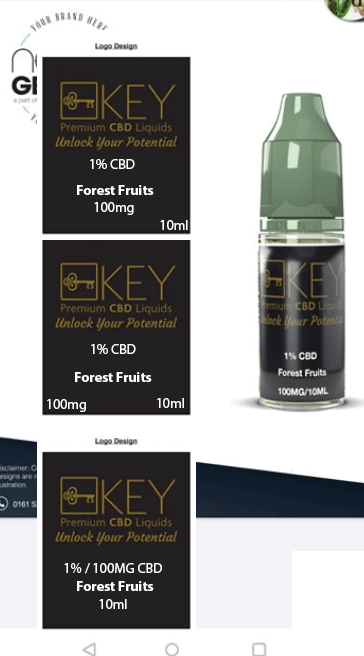 YOUR BRAND HERE
Logo Design
KEY
Premium CBD Liquids
Unlock Your Potential
1% CBD
Forest Fruits
100mg
10ml
KEY
Premium CBD Liquids
Unlock Your Potential
1% CBD
Forest Fruits
100mg 10ml
KEY
Premium CBD Liquids
Unlock Your Potential
1% CBD
Forest Fruits
100MG/10ML
Logo Design
KEY
Premium CBD Liquids
Unlock Your Potential
1% / 100MG CBD
Forest Fruits
10ml
0161